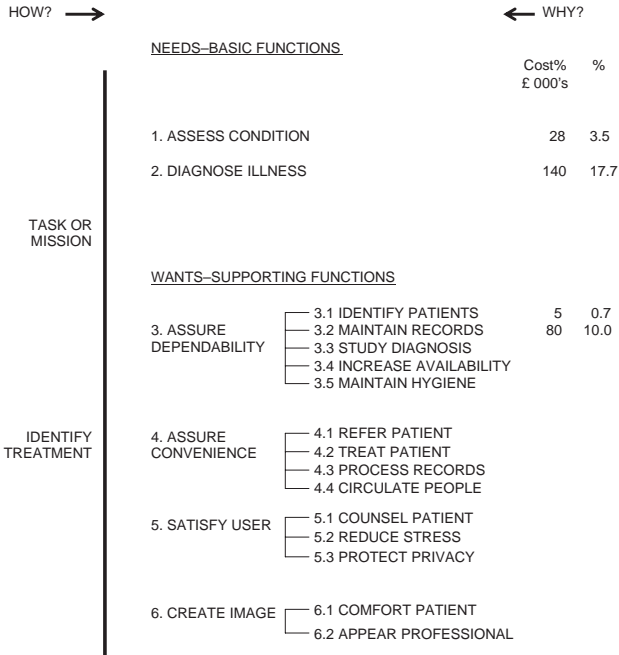 HOW? WHY?
NEEDS–BASIC FUNCTIONS
Cost% %
£ 000's
1. ASSESS CONDITION 28 3.5
2. DIAGNOSE ILLNESS 140 17.7
TASK OR
MISSION
WANTS–SUPPORTING FUNCTIONS
3. ASSURE
DEPENDABILITY
3.1 IDENTIFY PATIENTS 5 0.7
3.2 MAINTAIN RECORDS 80 10.0
3.3 STUDY DIAGNOSIS
3.4 INCREASE AVAILABILITY
3.5 MAINTAIN HYGIENE
IDENTIFY
TREATMENT
4. ASSURE
CONVENIENCE
4.1 REFER PATIENT
4.2 TREAT PATIENT
4.3 PROCESS RECORDS
4.4 CIRCULATE PEOPLE
5. SATISFY USER
5.1 COUNSEL PATIENT
5.2 REDUCE STRESS
5.3 PROTECT PRIVACY
6. CREATE IMAGE
6.1 COMFORT PATIENT
6.2 APPEAR PROFESSIONAL